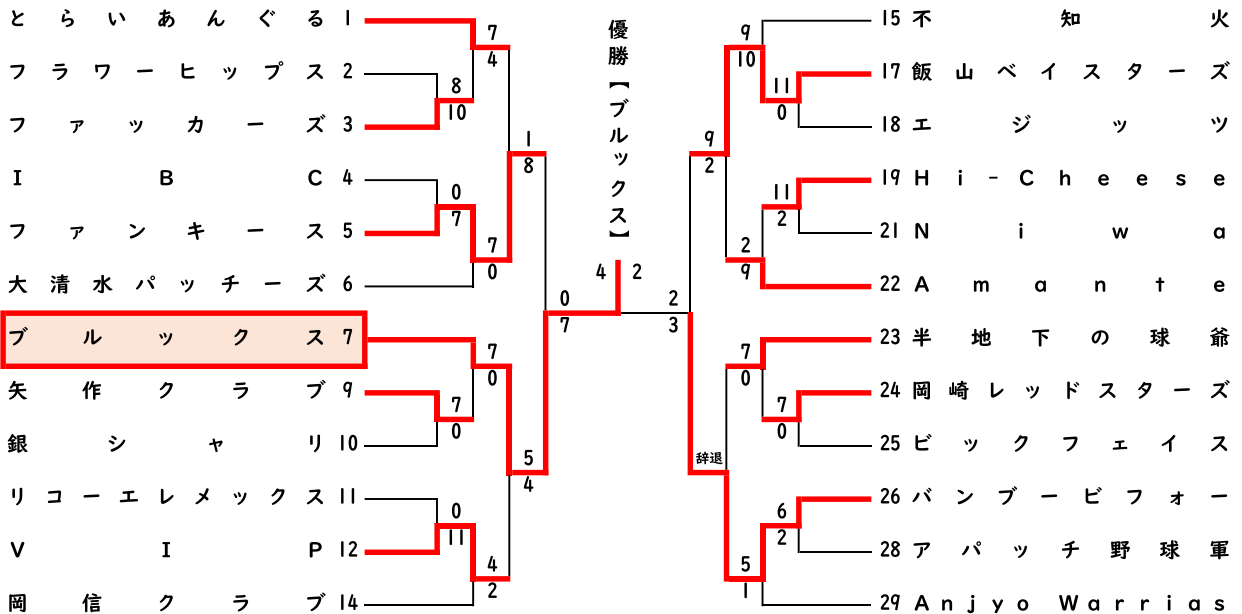 とらいあんぐる 1
フラワーヒップス 2
ファッカーズ 3
IBC 4
ファンキース 5
大清水パッチーズ 6
ブルックス 7
矢作クラブ 9
銀シャリ 10
リコーエレメックス 11
VIP 12
岡信クラブ 14
7
4
8
10
1
8
0
7
7
0
0
7
7
0
7
0
5
4
0
11
4
2
優勝【ブルックス】
4 2
9
10
11
0
9
2
11
2
2
9
2
3
7
0
7
0
辞退
6
2
5
1
15 不知火
17 飯山ベイスターズ
18 エジッツ
19 Hi-Cheese
21 Niwa
22 Amante
23 半地下の球爺
24 岡崎レッドスターズ
25 ビックフェイス
26 バンブービフォー
28 アパッチ野球軍
29 Anjyo Warrias